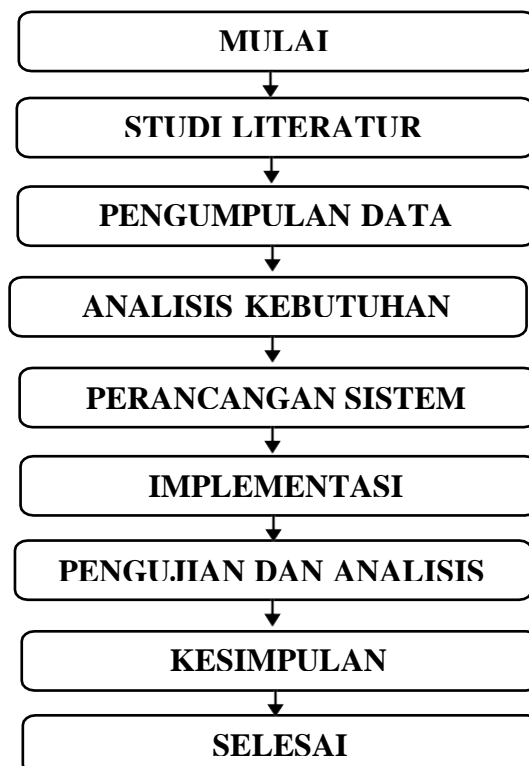 MULAI
STUDI LITERATUR
PENGUMPULAN DATA
ANALISIS KEBUTUHAN
PERANCANGAN SISTEM
IMPLEMENTASI
PENGUJIAN DAN ANALISIS
KESIMPULAN
SELESAI